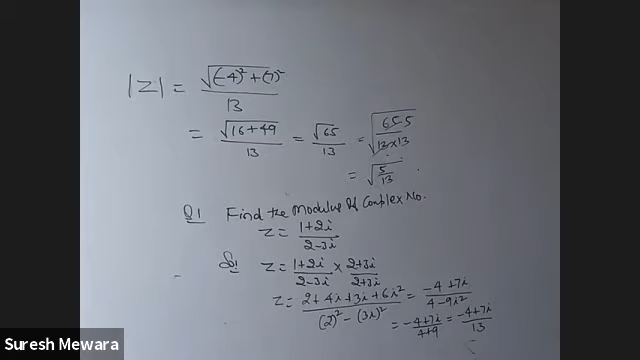 |Z| = √(-4)² + (7)² / 13
= √16 + 49 / 13 = √65 / 13 = √65 5 / 13 × 13
= √5 / 13
Q1 Find the Modulus of Complex No.
z = 1+2i / 2-3i
Sol z = 1+2i / 2-3i × 2+3i / 2+3i
z = 2 + 4i + 3i + 6i² / (2)² - (3i)² = -4 + 7i / 4 - 9i²
= -4+7i / 4+9 = -4+7i / 13
Suresh Mewara